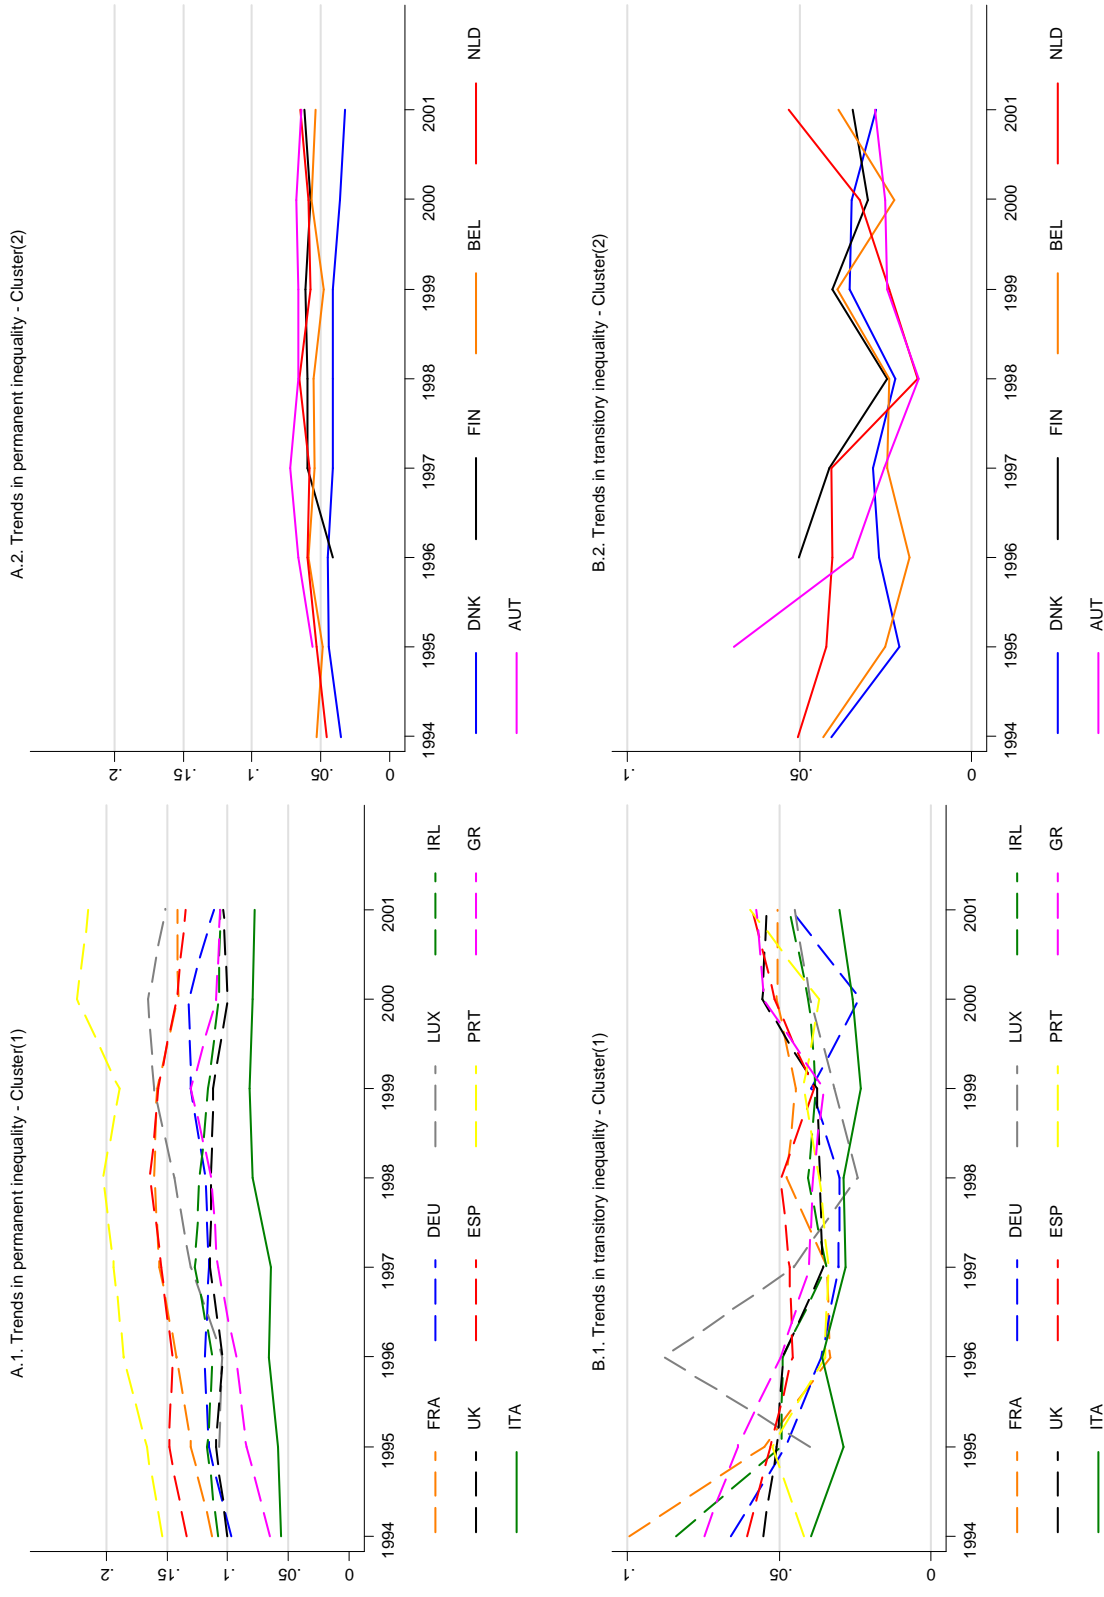 A.1. Trends in permanent inequality - Cluster(1)
0 .05 .1 .15 .2
1994 1995 1996 1997 1998 1999 2000 2001
FRA DEU LUX IRL
UK ESP PRT GR
ITA
A.2. Trends in permanent inequality - Cluster(2)
0 .05 .1 .15 .2
1994 1995 1996 1997 1998 1999 2000 2001
DNK FIN BEL NLD
AUT
B.1. Trends in transitory inequality - Cluster(1)
0 .05 .1
1994 1995 1996 1997 1998 1999 2000 2001
FRA DEU LUX IRL
UK ESP PRT GR
ITA
B.2. Trends in transitory inequality - Cluster(2)
0 .05 .1
1994 1995 1996 1997 1998 1999 2000 2001
DNK FIN BEL NLD
AUT